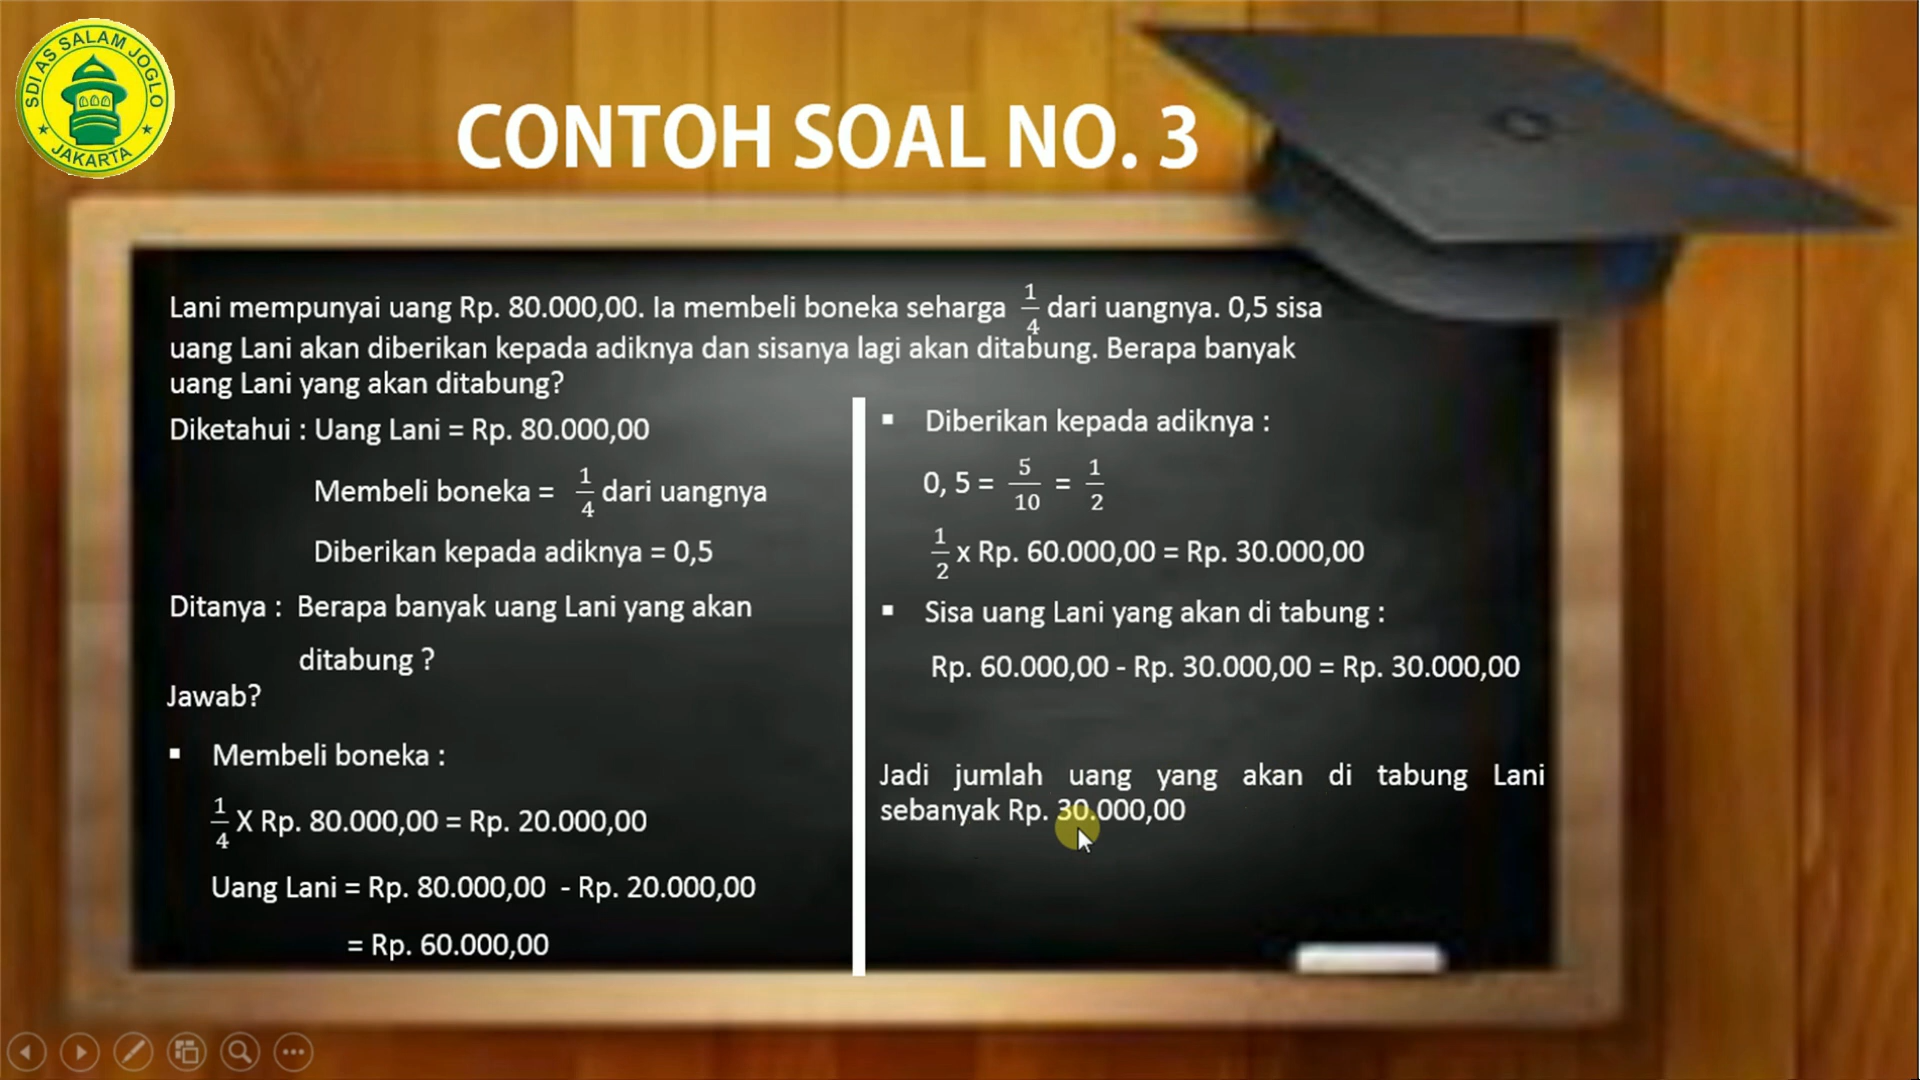 SDI AS SALAM JOGLO
JAKARTA
CONTOH SOAL NO. 3
Lani mempunyai uang Rp. 80.000,00. Ia membeli boneka seharga 1/4 dari uangnya. 0,5 sisa
uang Lani akan diberikan kepada adiknya dan sisanya lagi akan ditabung. Berapa banyak
uang Lani yang akan ditabung?
Diketahui : Uang Lani = Rp. 80.000,00
Membeli boneka = 1/4 dari uangnya
Diberikan kepada adiknya = 0,5
Ditanya : Berapa banyak uang Lani yang akan
ditabung ?
Jawab?
▪ Membeli boneka :
1/4 X Rp. 80.000,00 = Rp. 20.000,00
Uang Lani = Rp. 80.000,00 - Rp. 20.000,00
= Rp. 60.000,00
▪ Diberikan kepada adiknya :
0, 5 = 5/10 = 1/2
1/2 x Rp. 60.000,00 = Rp. 30.000,00
▪ Sisa uang Lani yang akan di tabung :
Rp. 60.000,00 - Rp. 30.000,00 = Rp. 30.000,00
Jadi jumlah uang yang akan di tabung Lani
sebanyak Rp. 30.000,00